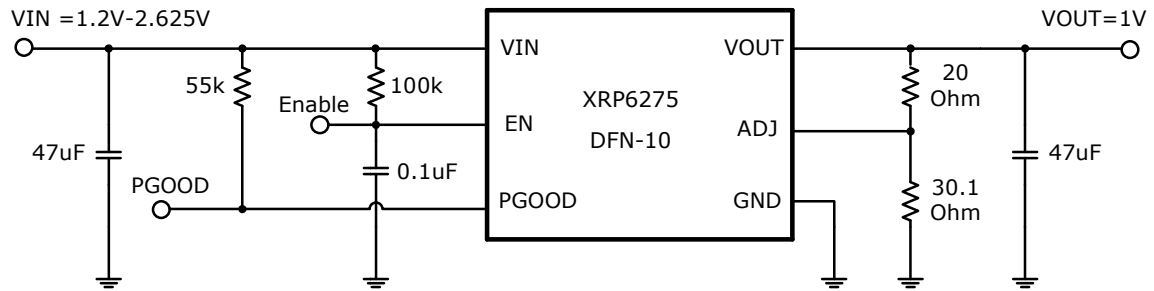 VIN =1.2V-2.625V
VOUT=1V
VIN
VOUT
55k
100k
20
Ohm
XRP6275
DFN-10
Enable
EN
ADJ
47uF
0.1uF
47uF
PGOOD
PGOOD
GND
30.1
Ohm